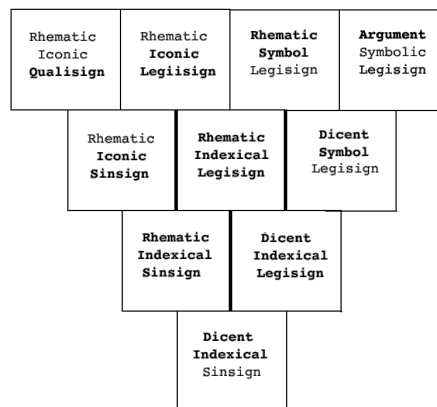 Rhematic
Iconic
Qualisign
Rhematic
Iconic
Legiisign
Rhematic
Symbol
Legisign
Argument
Symbolic
Legisign
Rhematic
Iconic
Sinsign
Rhematic
Indexical
Legisign
Dicent
Symbol
Legisign
Rhematic
Indexical
Sinsign
Dicent
Indexical
Legisign
Dicent
Indexical
Sinsign